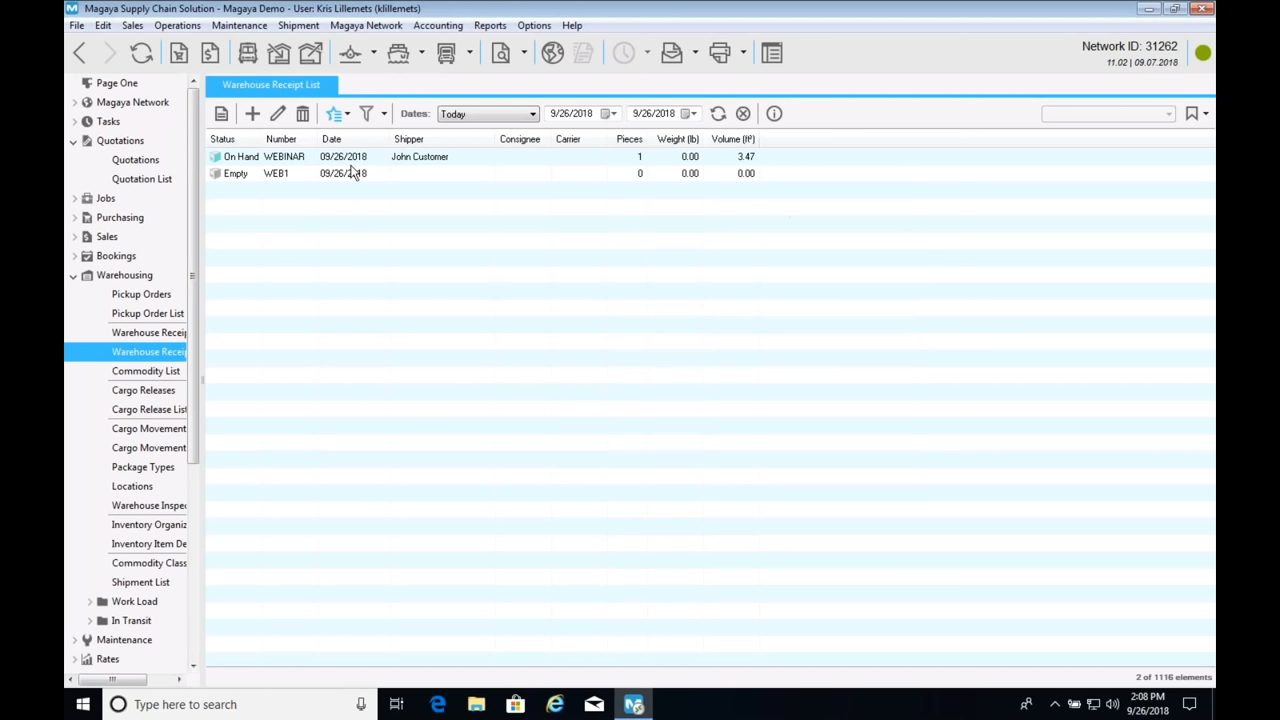 Magaya Supply Chain Solution - Magaya Demo - User: Kris Lillemets (klillemets)
File Edit Sales Operations Maintenance Shipment Magaya Network Accounting Reports Options Help
Network ID: 31262
11.02 | 09.07.2018
Page One
Magaya Network
Tasks
Quotations
Quotations
Quotation List
Jobs
Purchasing
Sales
Bookings
Warehousing
Pickup Orders
Pickup Order List
Warehouse Receip
Warehouse Receip
Commodity List
Cargo Releases
Cargo Release List
Cargo Movement
Cargo Movement
Package Types
Locations
Warehouse Inspec
Inventory Organiz
Inventory Item De
Commodity Class
Shipment List
Work Load
In Transit
Maintenance
Rates
Warehouse Receipt List
Dates: Today 9/26/2018 9/26/2018
Status Number Date Shipper Consignee Carrier Pieces Weight (lb) Volume (ft³)
On Hand WEBINAR 09/26/2018 John Customer 1 0.00 3.47
Empty WEB1 09/26/2018 0 0.00 0.00
2 of 1116 elements
Type here to search
2:08 PM
9/26/2018